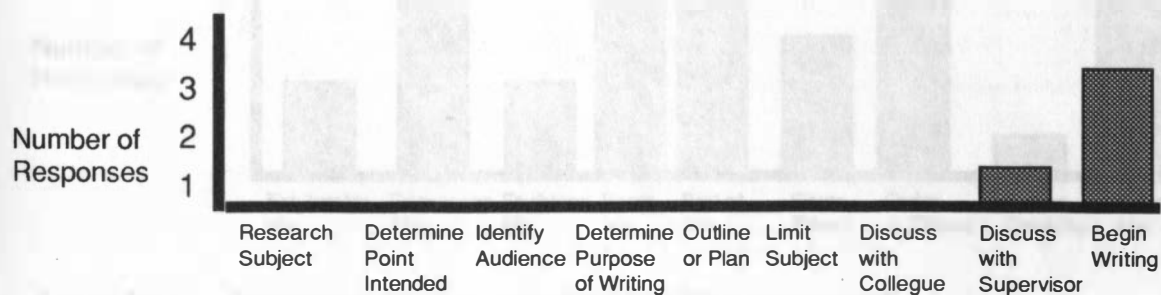 4
3
Number of
Responses
2
1
Research
Subject
Determine
Point
Intended
Identify
Audience
Determine
Purpose
of Writing
Outline
or Plan
Limit
Subject
Discuss
with
Collegue
Discuss
with
Supervisor
Begin
Writing